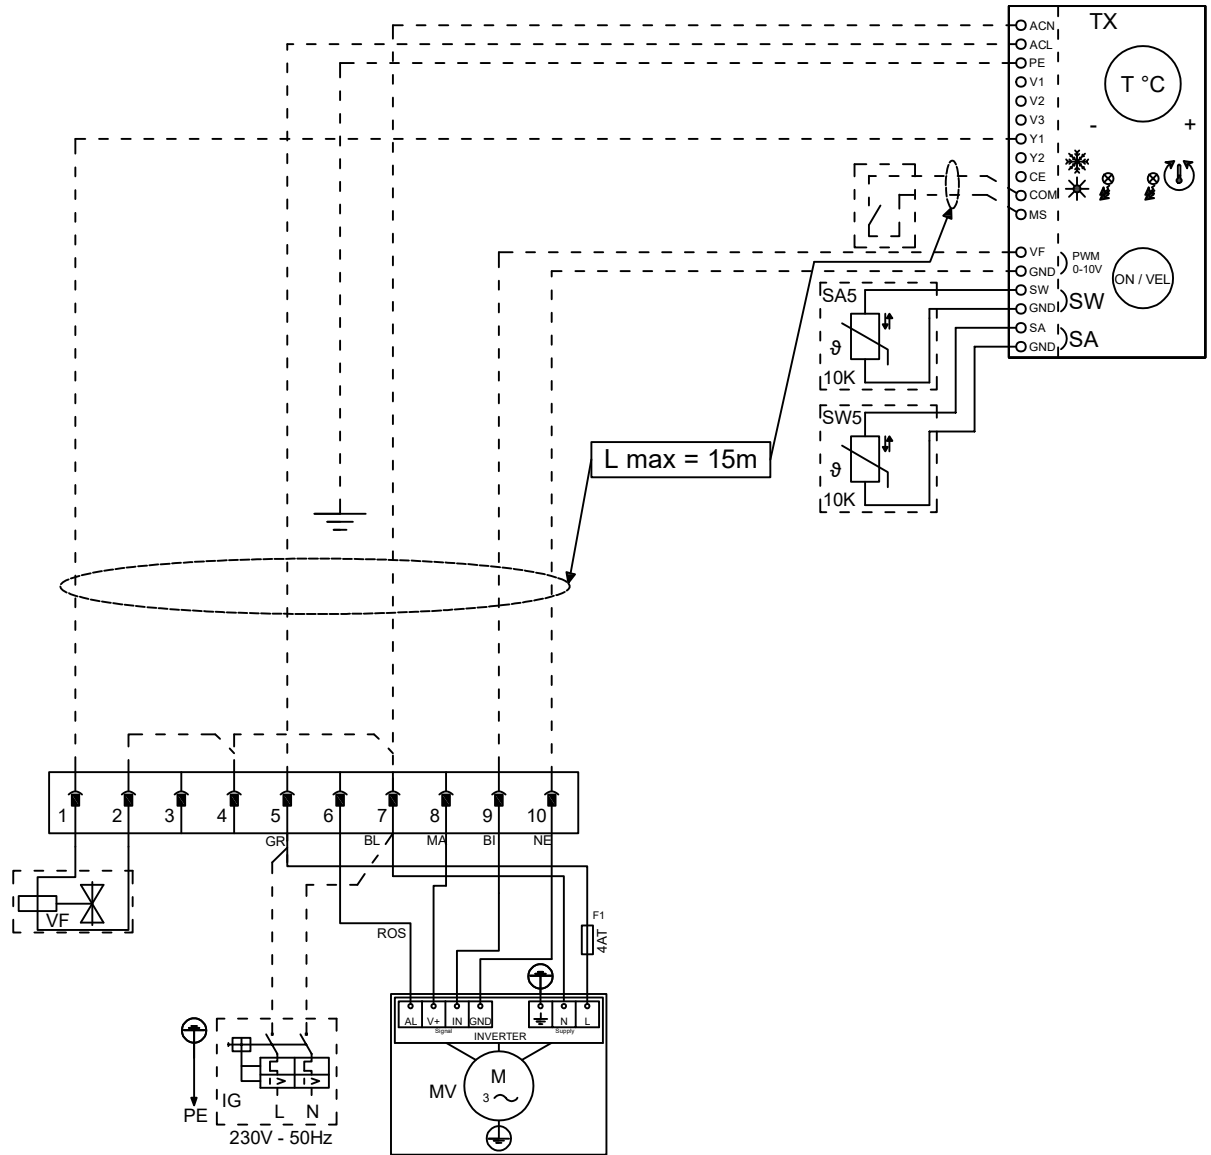 TX
ACN
ACL
PE
V1
V2
V3
Y1
Y2
CE
COM
MS
VF
GND
SW
GND
SA
GND
T °C
- +
PWM
0-10V
ON / VEL
SW
SA
SA5
ϑ
10K
SW5
ϑ
10K
L max = 15m
1 2 3 4 5 6 7 8 9 10
GR BL MA BI NE
VF
ROS
F1
4AT
AL V+ IN GND N L
Signal Supply
INVERTER
M
3
MV
PE
IG
I > I >
L N
230V - 50Hz